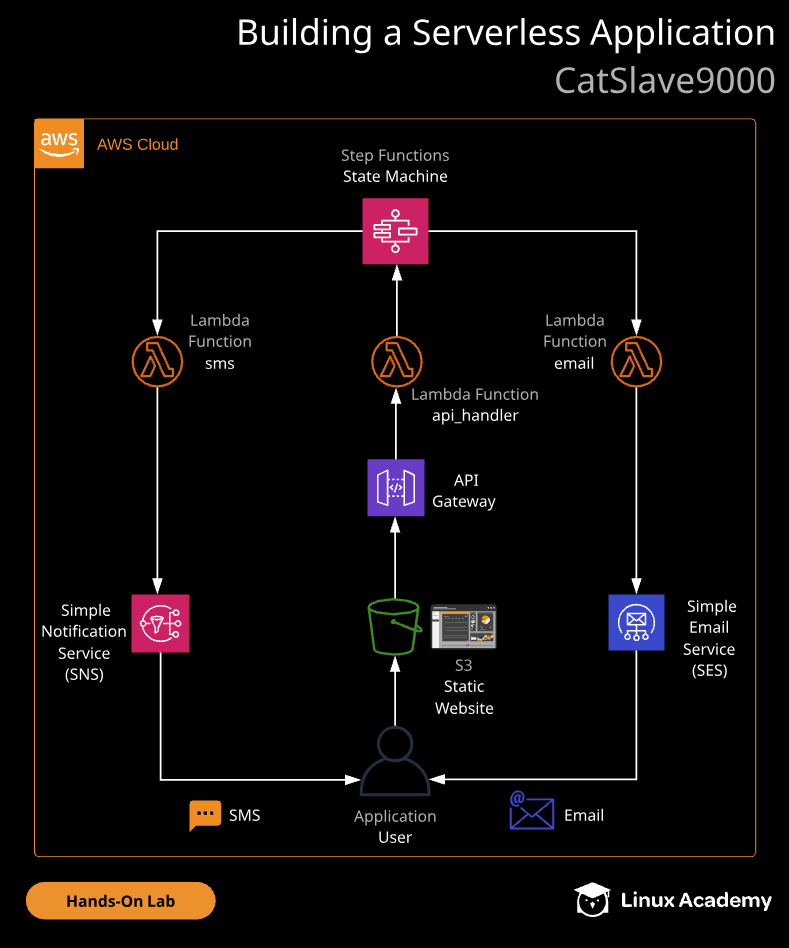 Building a Serverless Application
CatSlave9000
aws
AWS Cloud
Step Functions
State Machine
Lambda
Function
sms
Lambda
Function
email
Lambda Function
api_handler
API
Gateway
Simple
Notification
Service
(SNS)
S3
Static
Website
Simple
Email
Service
(SES)
SMS
Application
User
@
Email
Hands-On Lab
Linux Academy